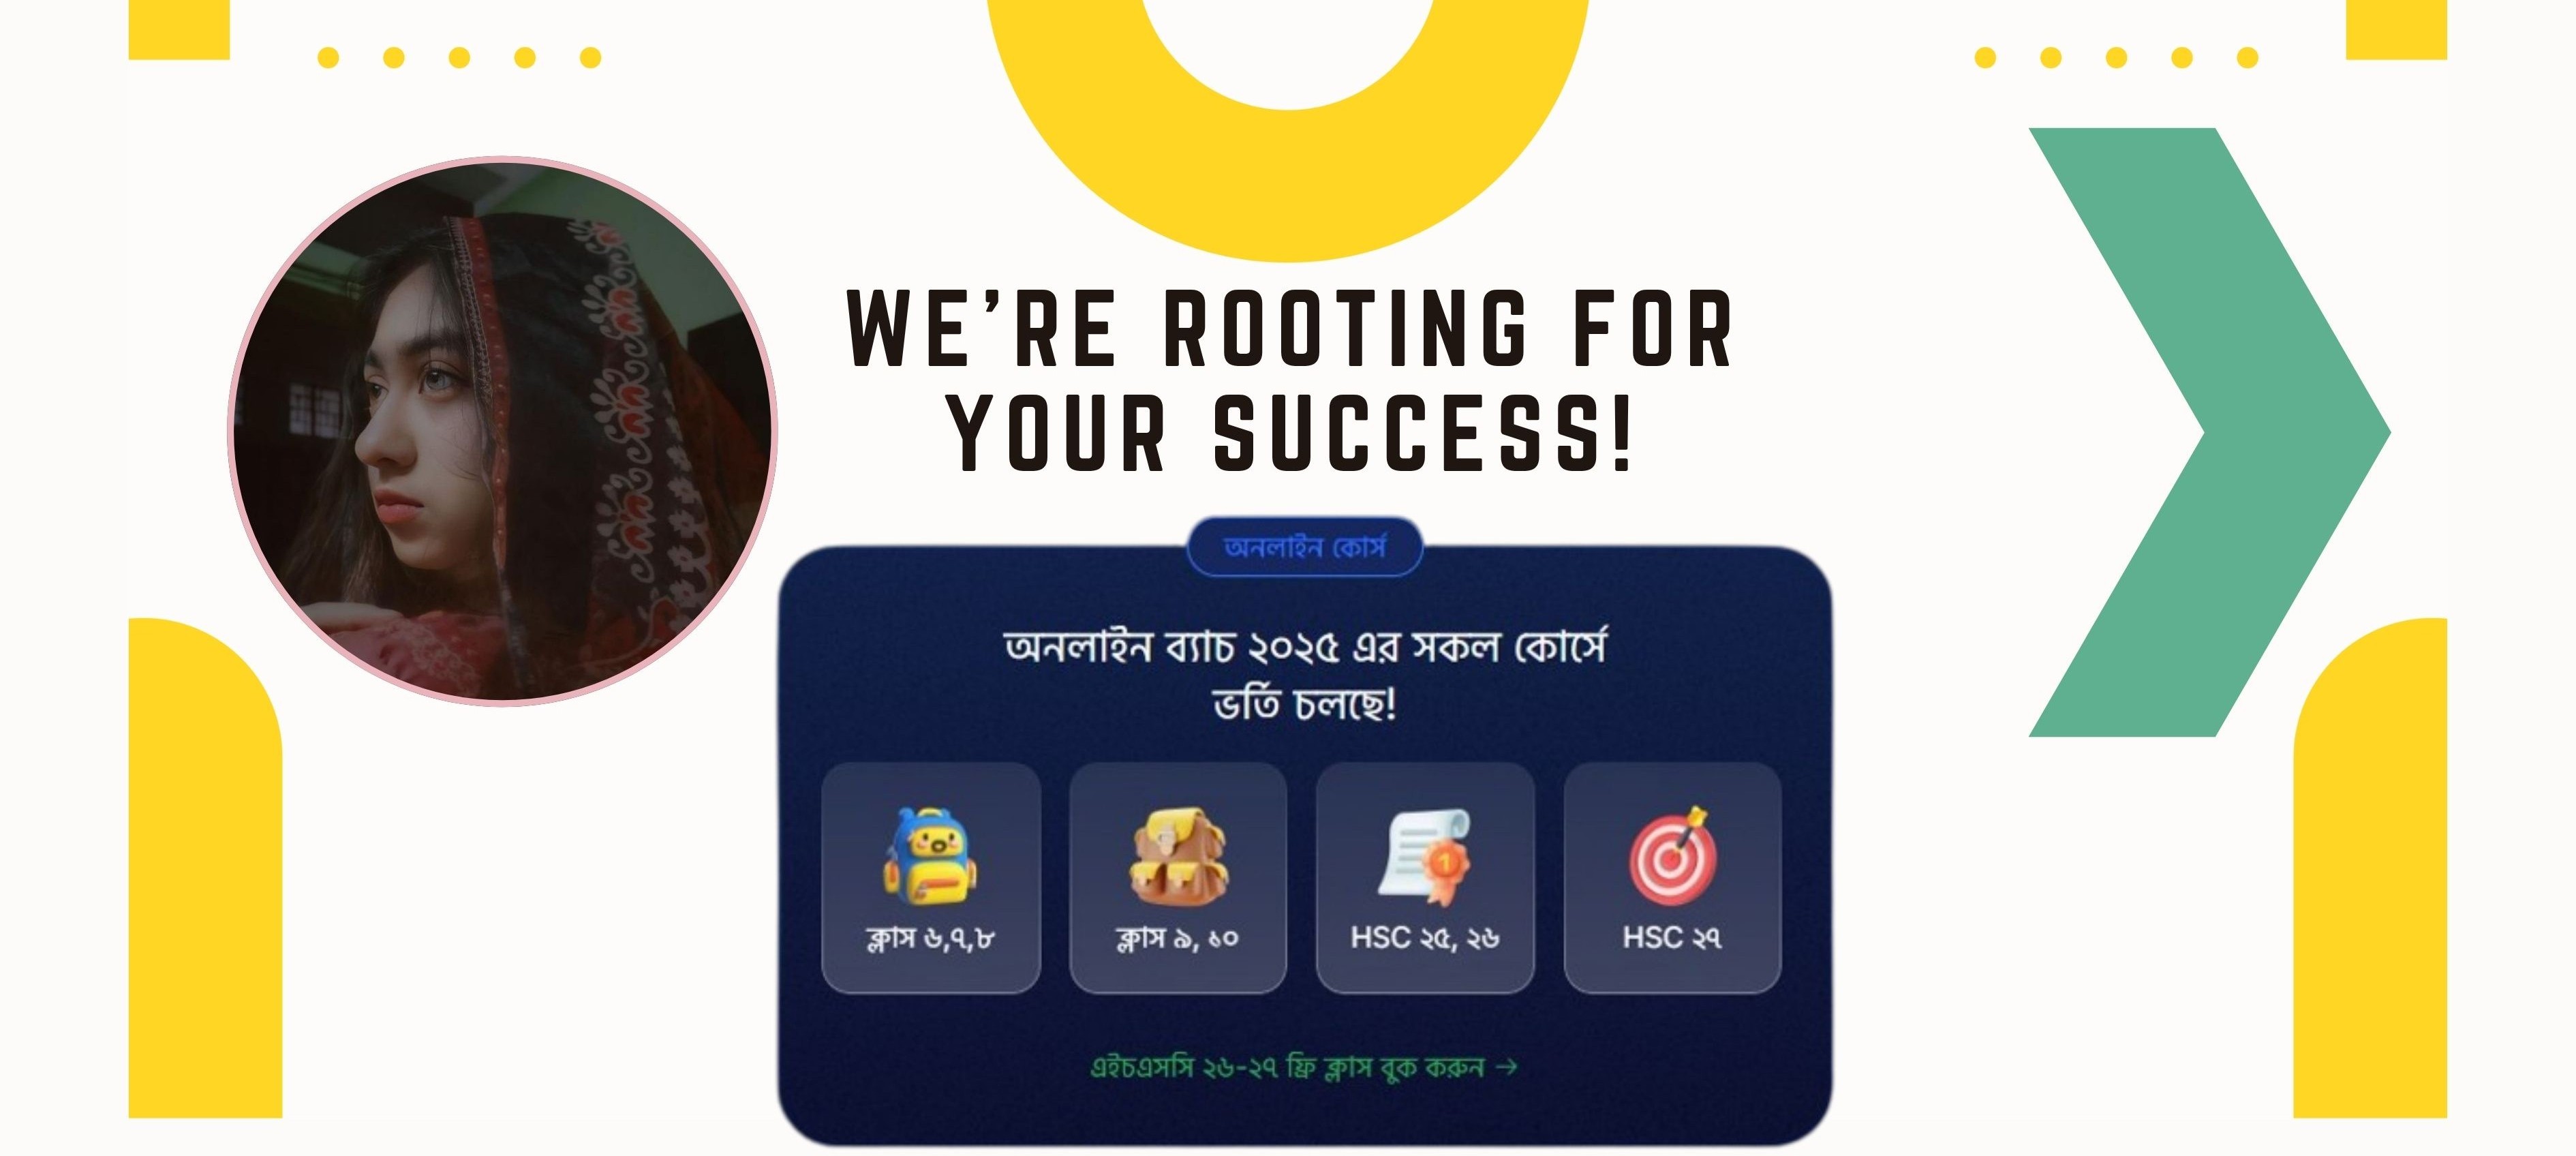 WE'RE ROOTING FOR
YOUR SUCCESS!
অনলাইন কোর্স
অনলাইন ব্যাচ ২০২৫ এর সকল কোর্সে
ভর্তি চলছে!
ক্লাস ৬,৭,৮
ক্লাস ৯, ১০
HSC ২৫, ২৬
HSC ২৭
এইচএসসি ২৬-২৭ ফ্রি ক্লাস বুক করুন →